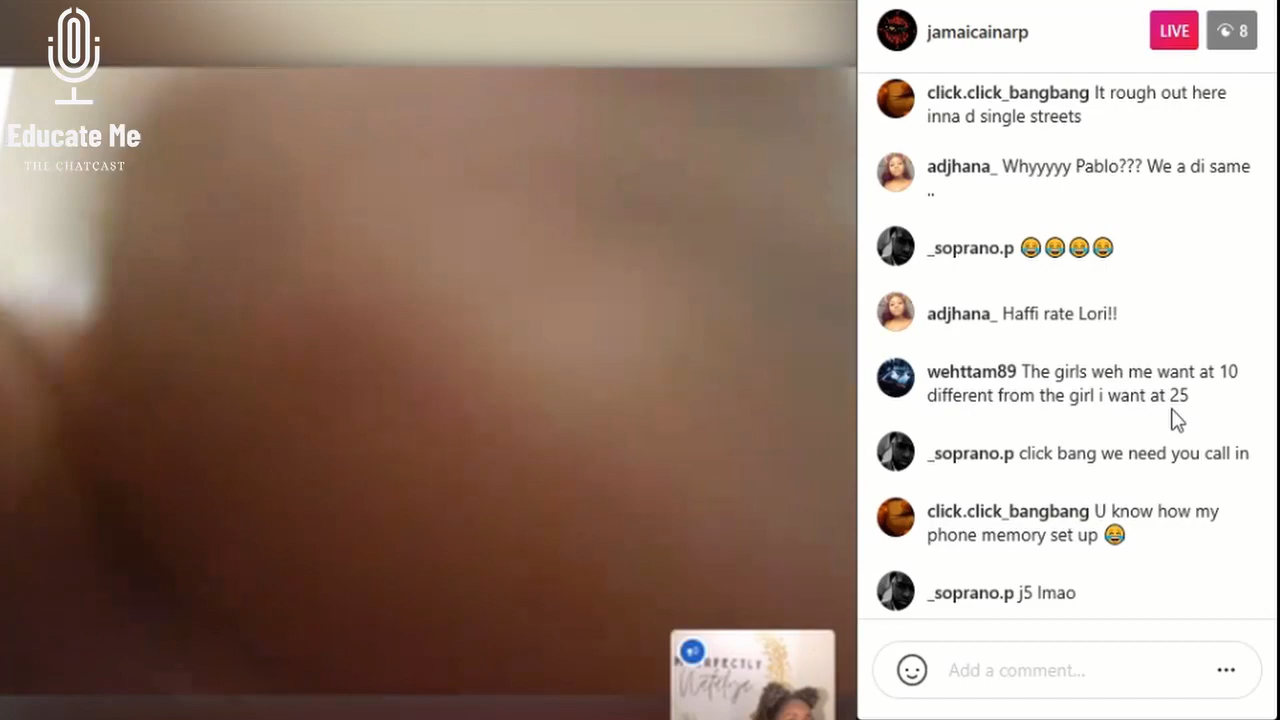 Educate Me
THE CHATCAST
jamaicainarp
LIVE
8
click.click_bangbang It rough out here
inna d single streets
adjhana_ Whyyyyy Pablo??? We a di same
..
_soprano.p 😂😂😂😂
adjhana_ Haffi rate Lori!!
wehttam89 The girls weh me want at 10
different from the girl i want at 25
_soprano.p click bang we need you call in
click.click_bangbang U know how my
phone memory set up 😂
_soprano.p j5 lmao
Add a comment...